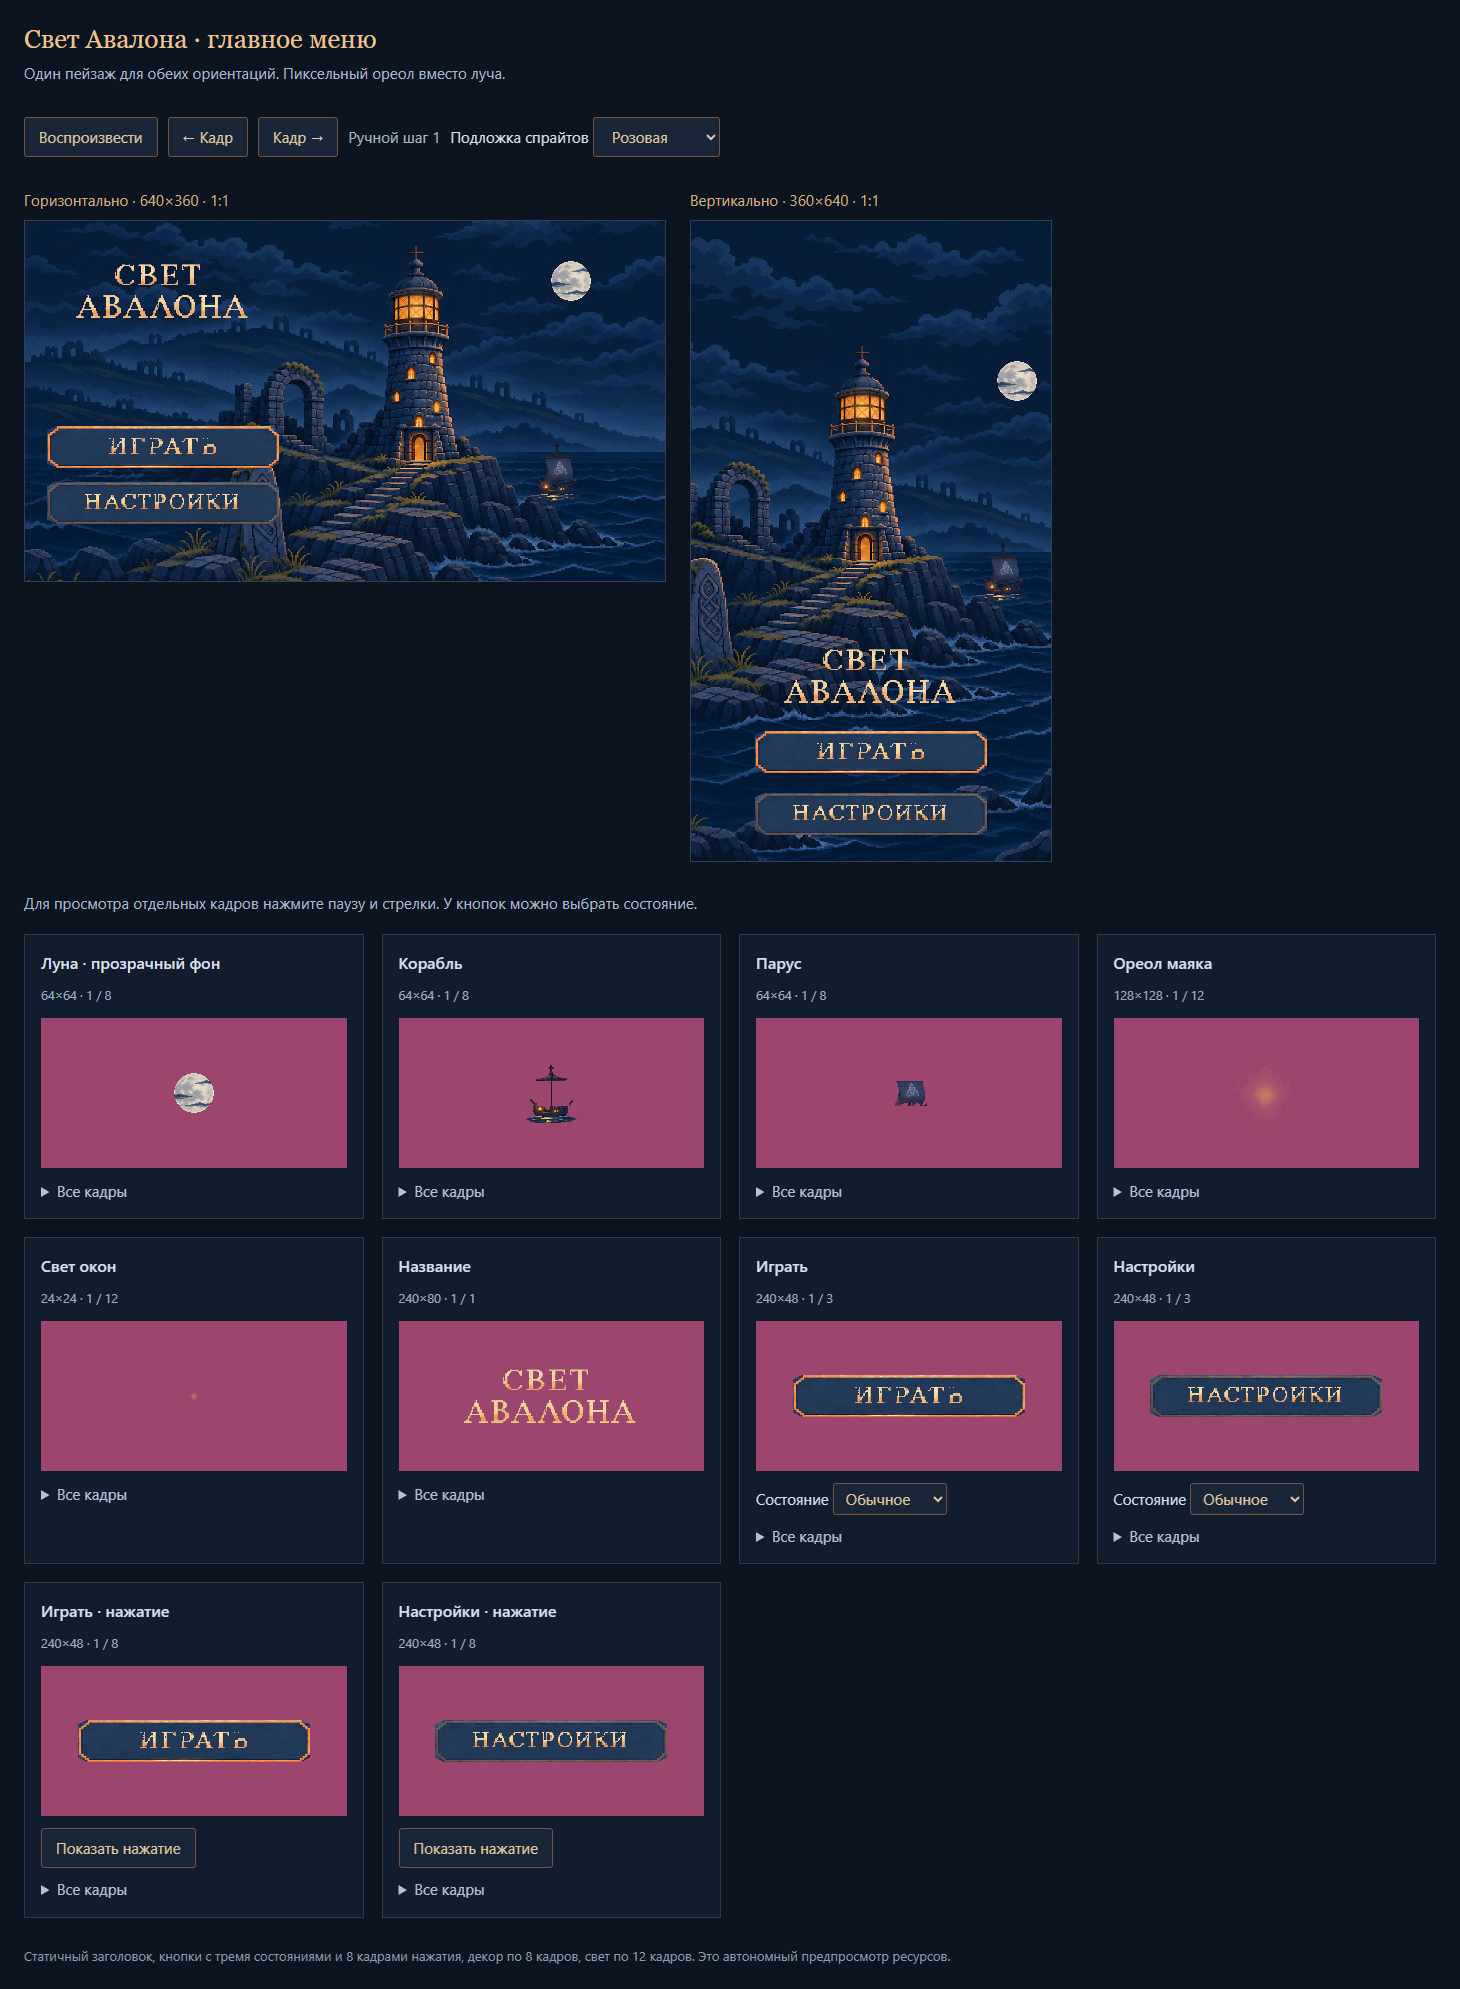 Свет Авалона · главное меню
Один пейзаж для обеих ориентаций. Пиксельный ореол вместо луча.
Воспроизвести
← Кадр
Кадр →
Ручной шаг 1
Подложка спрайтов
Розовая
Горизонтально · 640×360 · 1:1
СВЕТ
АВАЛОНА
ИГРАТЬ
НАСТРОИКИ
Вертикально · 360×640 · 1:1
СВЕТ
АВАЛОНА
ИГРАТЬ
НАСТРОИКИ
Для просмотра отдельных кадров нажмите паузу и стрелки. У кнопок можно выбрать состояние.
Луна · прозрачный фон
64×64 · 1 / 8
▶ Все кадры
Корабль
64×64 · 1 / 8
▶ Все кадры
Парус
64×64 · 1 / 8
▶ Все кадры
Ореол маяка
128×128 · 1 / 12
▶ Все кадры
Свет окон
24×24 · 1 / 12
▶ Все кадры
Название
240×80 · 1 / 1
СВЕТ
АВАЛОНА
▶ Все кадры
Играть
240×48 · 1 / 3
ИГРАТЬ
Состояние Обычное
▶ Все кадры
Настройки
240×48 · 1 / 3
НАСТРОИКИ
Состояние Обычное
▶ Все кадры
Играть · нажатие
240×48 · 1 / 8
ИГРАТЬ
Показать нажатие
▶ Все кадры
Настройки · нажатие
240×48 · 1 / 8
НАСТРОИКИ
Показать нажатие
▶ Все кадры
Статичный заголовок, кнопки с тремя состояниями и 8 кадрами нажатия, декор по 8 кадров, свет по 12 кадров. Это автономный предпросмотр ресурсов.